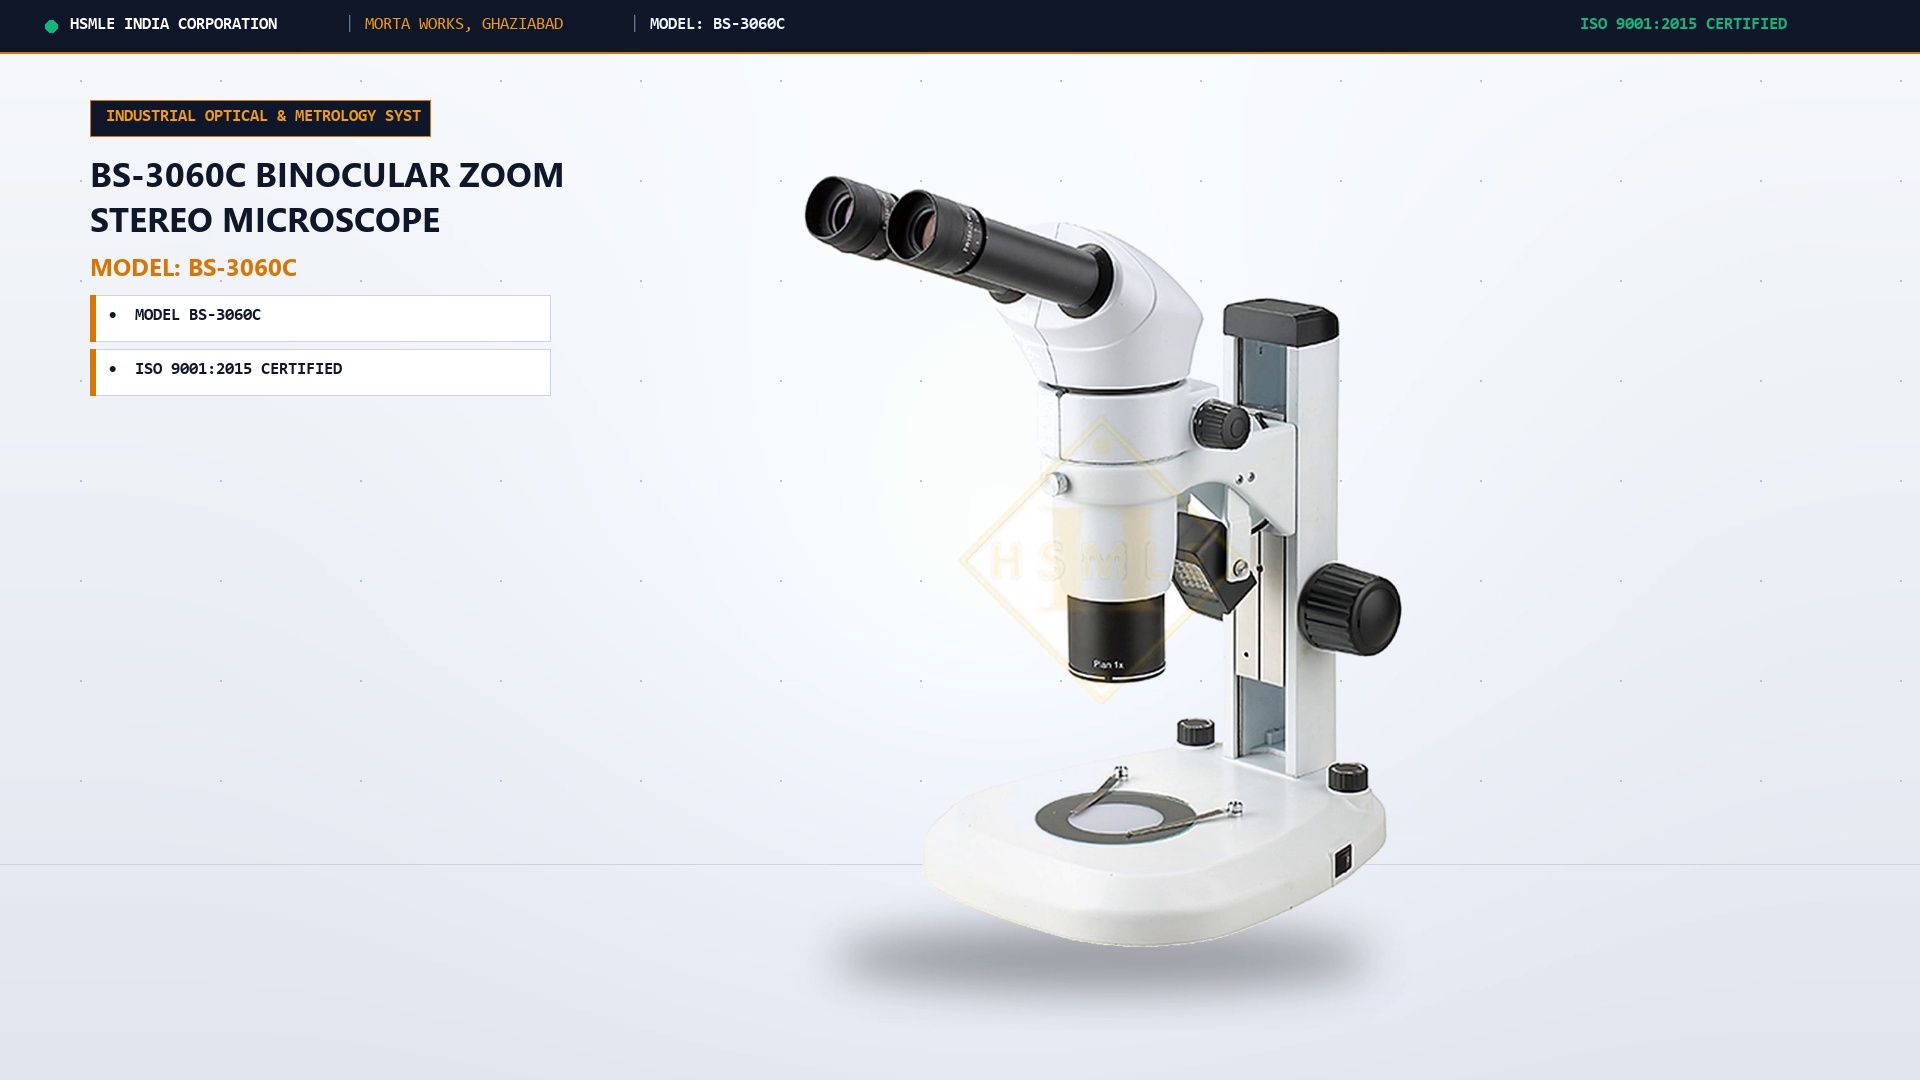 HSMLE INDIA CORPORATION
MORTA WORKS, GHAZIABAD
MODEL: BS-3060C
ISO 9001:2015 CERTIFIED
INDUSTRIAL OPTICAL & METROLOGY SYST
BS-3060C BINOCULAR ZOOM
STEREO MICROSCOPE
MODEL: BS-3060C
• MODEL BS-3060C
• ISO 9001:2015 CERTIFIED
HSMLE
Plan 1x